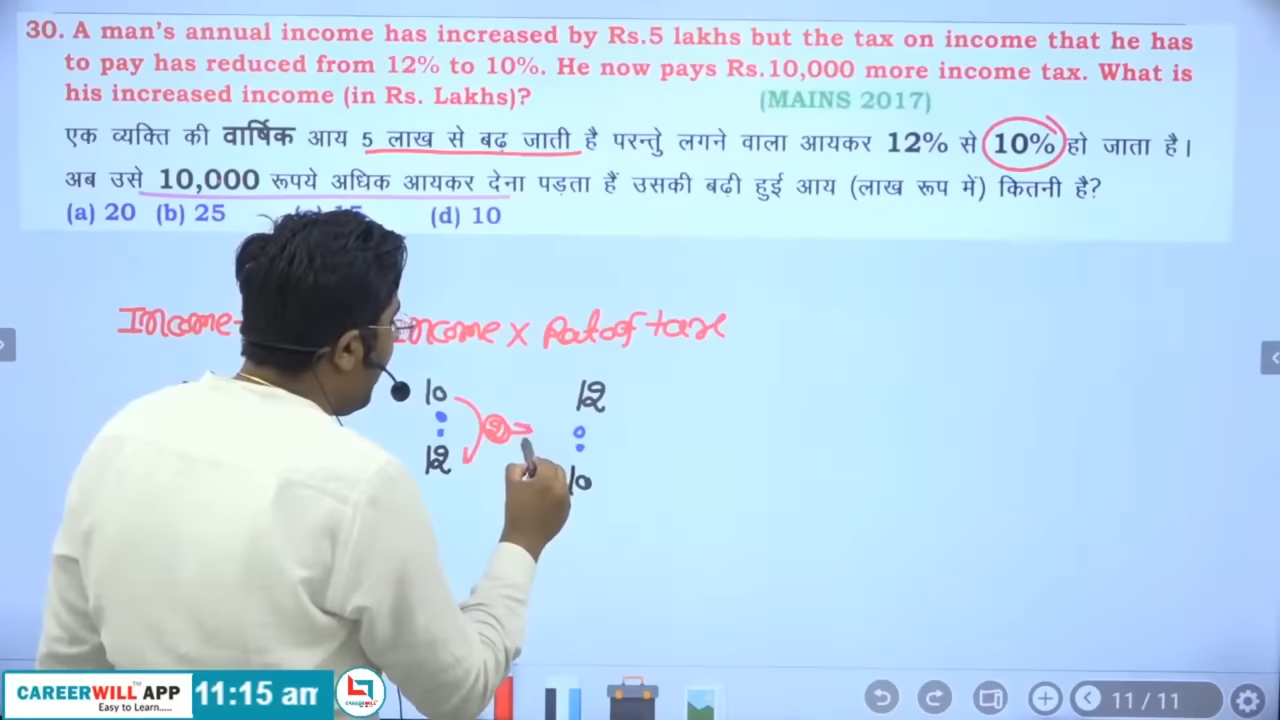 30. A man's annual income has increased by Rs.5 lakhs but the tax on income that he has
to pay has reduced from 12% to 10%. He now pays Rs.10,000 more income tax. What is
his increased income (in Rs. Lakhs)? (MAINS 2017)
एक व्यक्ति की वार्षिक आय 5 लाख से बढ़ जाती है परन्तु लगने वाला आयकर 12% से 10% हो जाता है।
अब उसे 10,000 रूपये अधिक आयकर देना पड़ता हैं उसकी बढ़ी हुई आय (लाख रूप में) कितनी है?
(a) 20 (b) 25 15 (d) 10
Income Income x Rate of tax
10 12
:
:
12 10
CAREERWILL APP
Easy to Learn.....
11:15 am
CAREERWILL
11 / 11